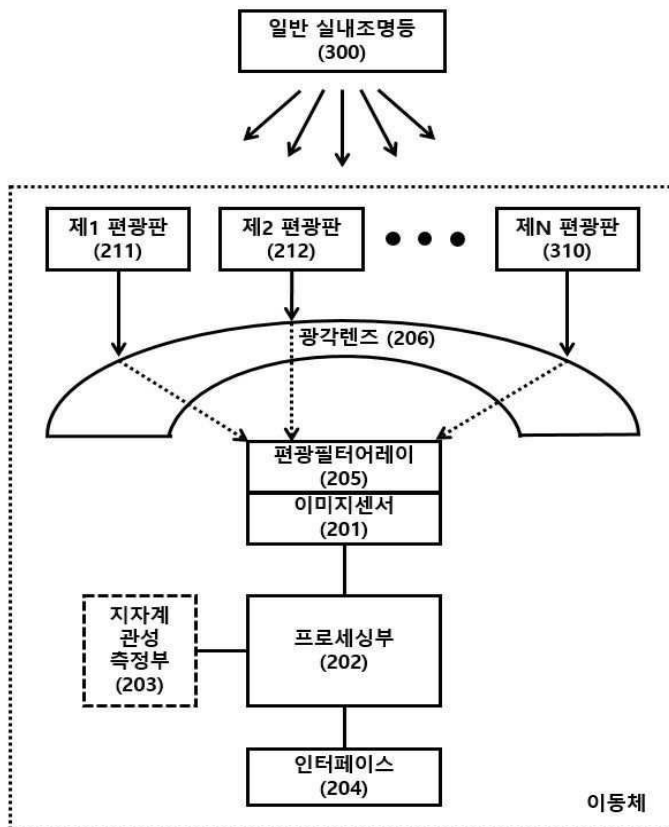 일반 실내조명등
(300)
제1 편광판
(211)
제2 편광판
(212)
제N 편광판
(310)
광각렌즈 (206)
편광필터어레이
(205)
이미지센서
(201)
지자계
관성
측정부
(203)
프로세싱부
(202)
인터페이스
(204)
이동체